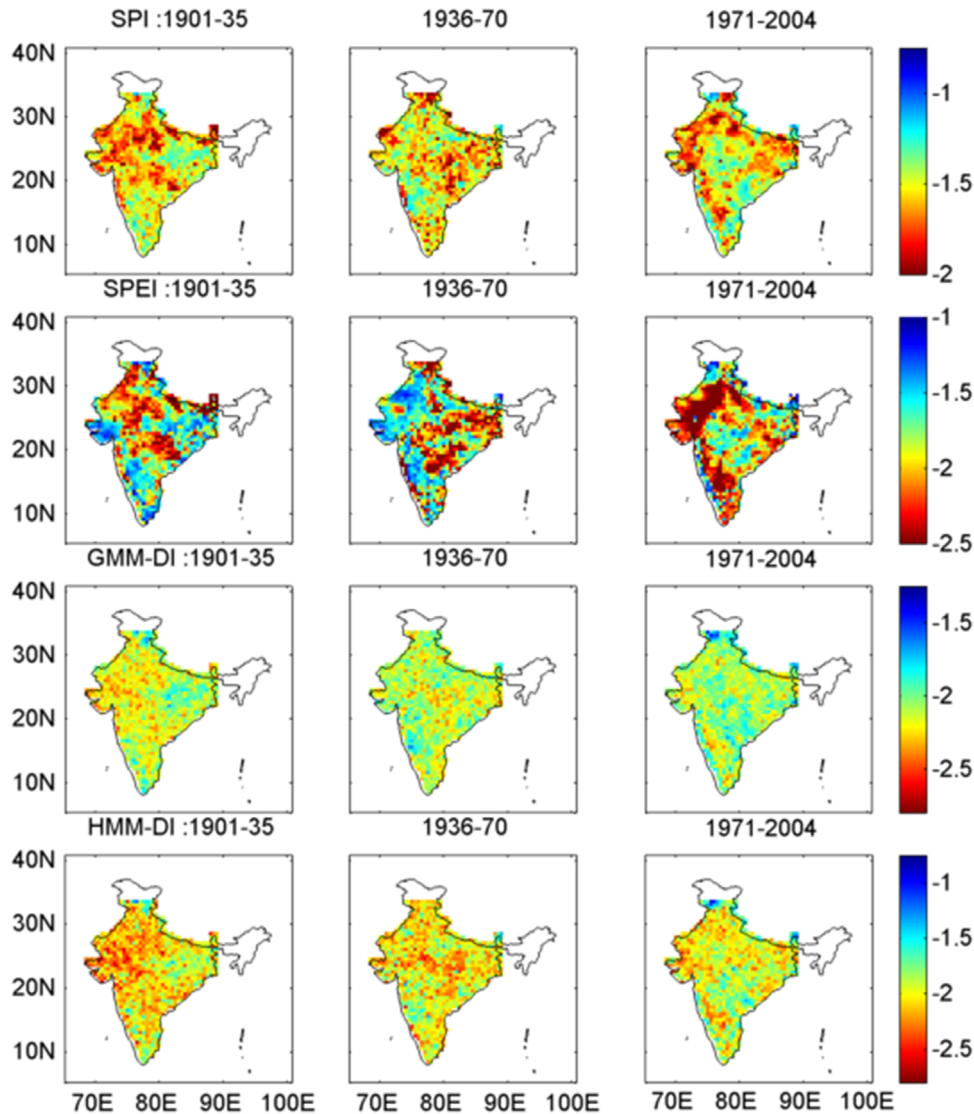 SPI :1901-35 1936-70 1971-2004
40N
30N
20N
10N
-1
-1.5
-2
SPEI :1901-35 1936-70 1971-2004
40N
30N
20N
10N
-1
-1.5
-2
-2.5
GMM-DI :1901-35 1936-70 1971-2004
40N
30N
20N
10N
-1.5
-2
-2.5
HMM-DI :1901-35 1936-70 1971-2004
40N
30N
20N
10N
-1
-1.5
-2
-2.5
70E 80E 90E 100E 70E 80E 90E 100E 70E 80E 90E 100E